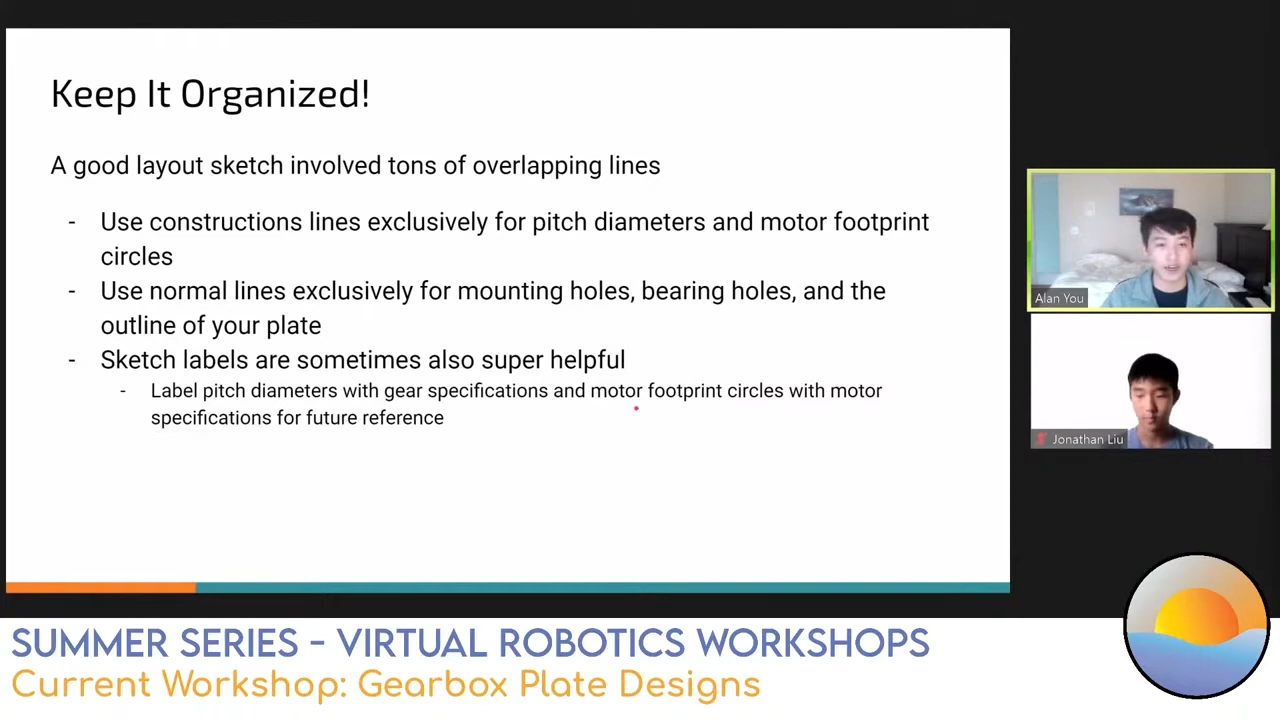 Keep It Organized!
A good layout sketch involved tons of overlapping lines
- Use constructions lines exclusively for pitch diameters and motor footprint
circles
- Use normal lines exclusively for mounting holes, bearing holes, and the
outline of your plate
- Sketch labels are sometimes also super helpful
- Label pitch diameters with gear specifications and motor footprint circles with motor
specifications for future reference
Alan You
Jonathan Liu
SUMMER SERIES - VIRTUAL ROBOTICS WORKSHOPS
Current Workshop: Gearbox Plate Designs